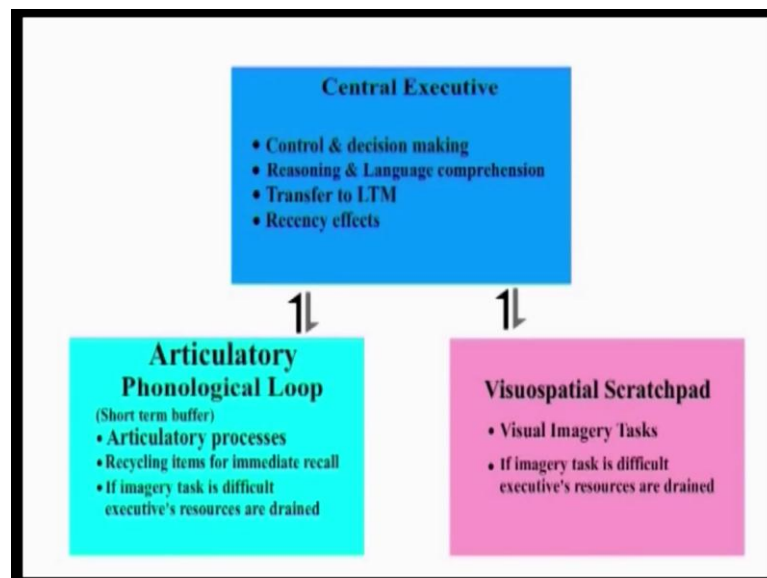 Central Executive
• Control & decision making
• Reasoning & Language comprehension
• Transfer to LTM
• Recency effects
Articulatory
Phonological Loop
(Short term buffer)
• Articulatory processes
• Recycling items for immediate recall
• If imagery task is difficult
executive's resources are drained
Visuospatial Scratchpad
• Visual Imagery Tasks
• If imagery task is difficult
executive's resources are drained